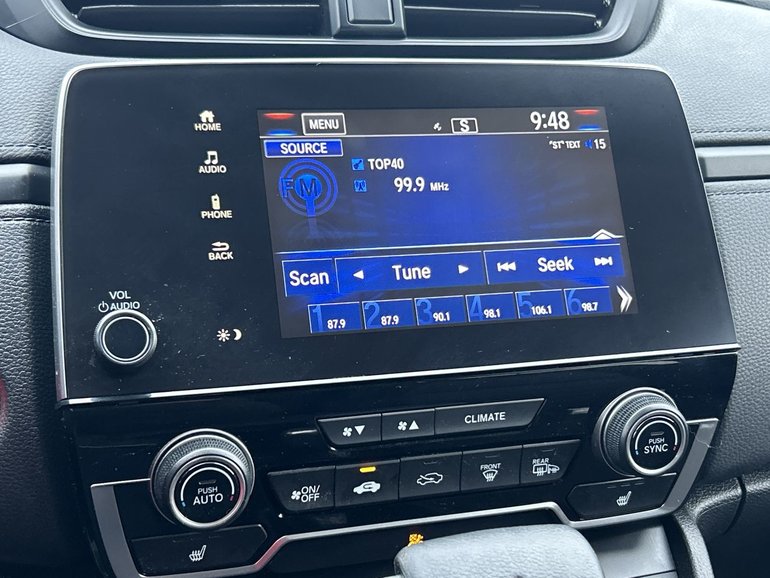 HOME
MENU
S
9:48
SOURCE
"ST" TEXT 15
AUDIO
TOP40
FM
99.9 MHz
PHONE
BACK
Scan Tune Seek
1 87.9 2 87.9 3 90.1 4 98.1 5 106.1 6 98.7
VOL
AUDIO
CLIMATE
PUSH
AUTO
ON/
OFF
FRONT
REAR
PUSH
SYNC